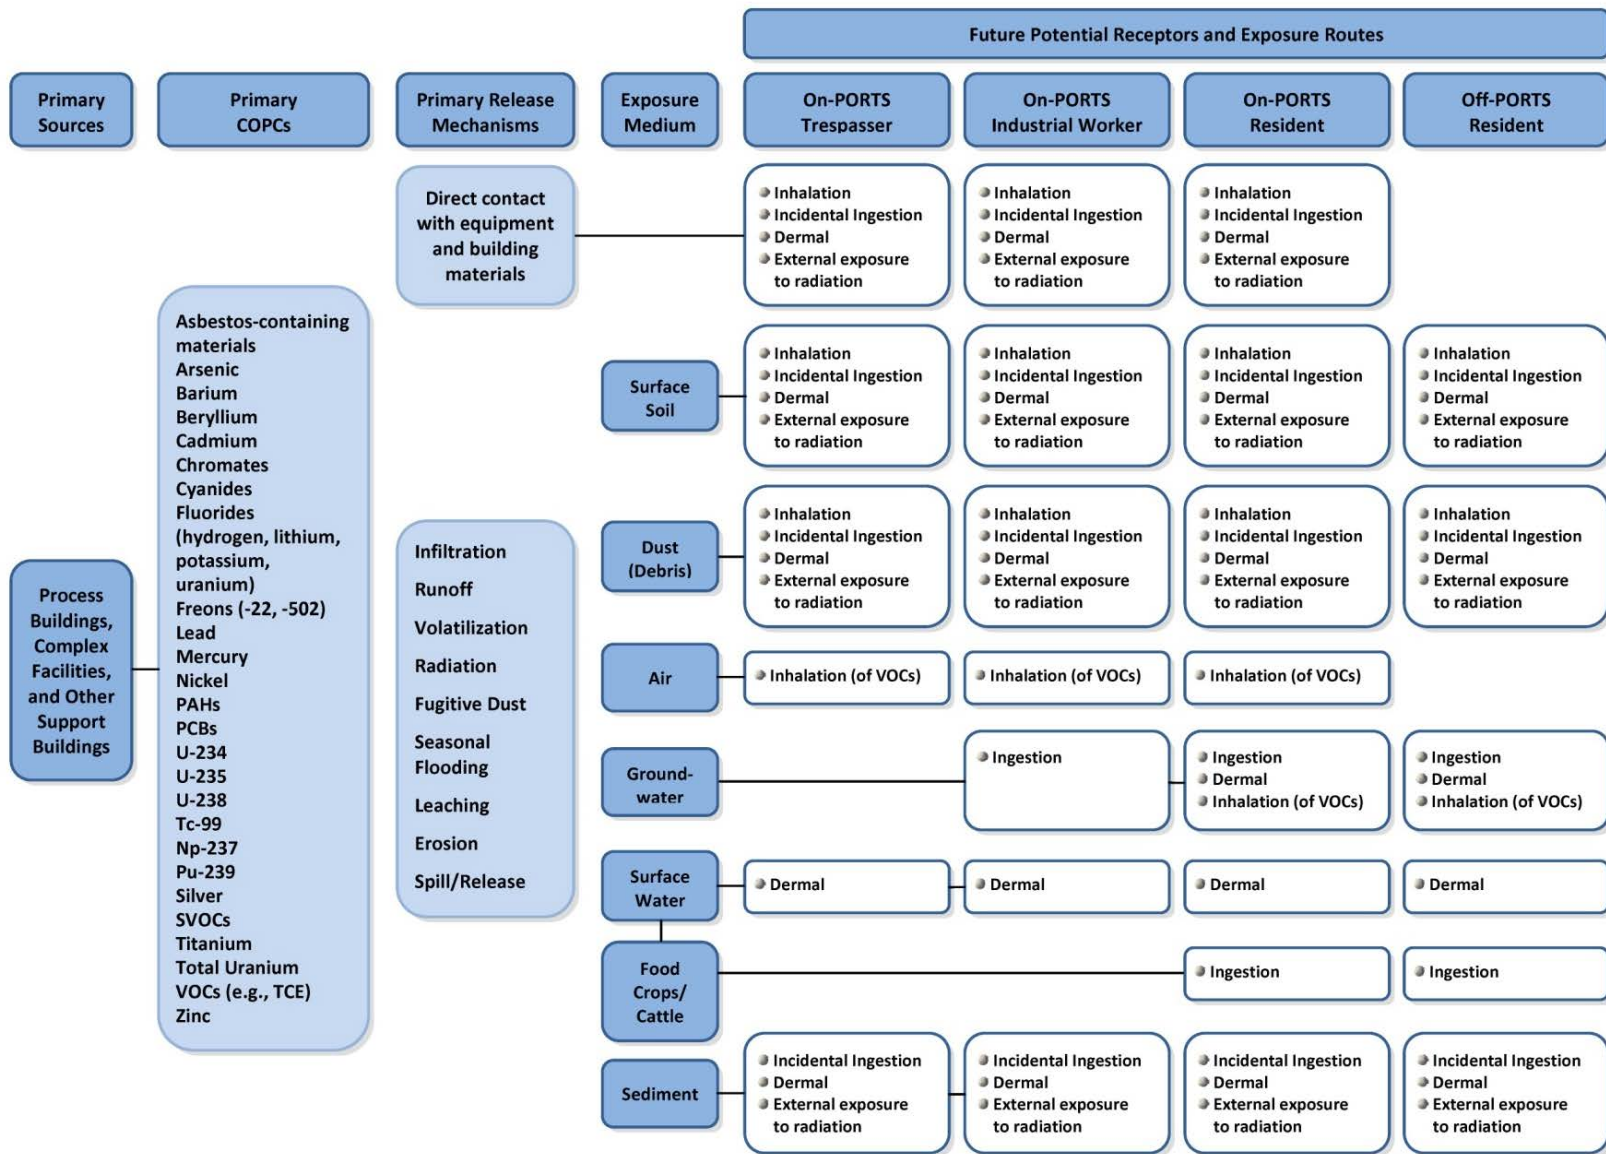 Future Potential Receptors and Exposure Routes
Primary
Sources
Primary
COPCs
Primary Release
Mechanisms
Exposure
Medium
On-PORTS
Trespasser
On-PORTS
Industrial Worker
On-PORTS
Resident
Off-PORTS
Resident
Process
Buildings,
Complex
Facilities,
and Other
Support
Buildings
Asbestos-containing
materials
Arsenic
Barium
Beryllium
Cadmium
Chromates
Cyanides
Fluorides
(hydrogen, lithium,
potassium,
uranium)
Freons (-22, -502)
Lead
Mercury
Nickel
PAHs
PCBs
U-234
U-235
U-238
Tc-99
Np-237
Pu-239
Silver
SVOCs
Titanium
Total Uranium
VOCs (e.g., TCE)
Zinc
Direct contact
with equipment
and building
materials
Infiltration
Runoff
Volatilization
Radiation
Fugitive Dust
Seasonal
Flooding
Leaching
Erosion
Spill/Release
Inhalation
Incidental Ingestion
Dermal
External exposure
to radiation
Inhalation
Incidental Ingestion
Dermal
External exposure
to radiation
Inhalation
Incidental Ingestion
Dermal
External exposure
to radiation
Surface
Soil
Inhalation
Incidental Ingestion
Dermal
External exposure
to radiation
Inhalation
Incidental Ingestion
Dermal
External exposure
to radiation
Inhalation
Incidental Ingestion
Dermal
External exposure
to radiation
Inhalation
Incidental Ingestion
Dermal
External exposure
to radiation
Dust
(Debris)
Inhalation
Incidental Ingestion
Dermal
External exposure
to radiation
Inhalation
Incidental Ingestion
Dermal
External exposure
to radiation
Inhalation
Incidental Ingestion
Dermal
External exposure
to radiation
Inhalation
Incidental Ingestion
Dermal
External exposure
to radiation
Air
Inhalation (of VOCs)
Inhalation (of VOCs)
Inhalation (of VOCs)
Ground-
water
Ingestion
Ingestion
Dermal
Inhalation (of VOCs)
Ingestion
Dermal
Inhalation (of VOCs)
Surface
Water
Dermal
Dermal
Dermal
Dermal
Food
Crops/
Cattle
Ingestion
Ingestion
Sediment
Incidental Ingestion
Dermal
External exposure
to radiation
Incidental Ingestion
Dermal
External exposure
to radiation
Incidental Ingestion
Dermal
External exposure
to radiation
Incidental Ingestion
Dermal
External exposure
to radiation